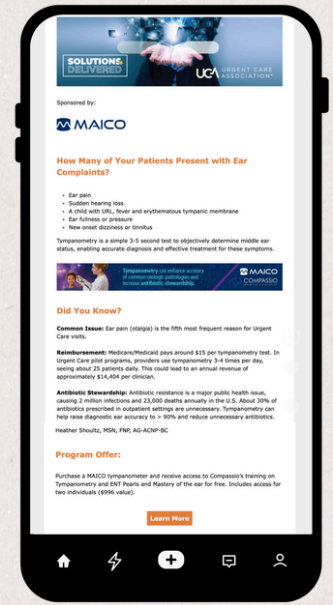 SOLUTIONS
DELIVERED
UCA URGENT CARE
ASSOCIATION®
Sponsored by:
MAICO
How Many of Your Patients Present with Ear
Complaints?
• Ear pain
• Sudden hearing loss
• A child with URI, fever and erythematous tympanic membrane
• Ear fullness or pressure
• New onset dizziness or tinnitus
Tympanometry is a simple 3-5 second test to objectively determine middle ear
status, enabling accurate diagnosis and effective treatment for these symptoms.
Tympanometry can enhance accuracy
of common otologic pathologies and
increase antibiotic stewardship.
MAICO
COMPASSIO
Did You Know?
Common Issue: Ear pain (otalgia) is the fifth most frequent reason for Urgent
Care visits.
Reimbursement: Medicare/Medicaid pays around $15 per tympanometry test. In
Urgent Care pilot programs, providers use tympanometry 3-4 times per day,
seeing about 25 patients daily. This could lead to an annual revenue of
approximately $14,404 per clinician.
Antibiotic Stewardship: Antibiotic resistance is a major public health issue,
causing 2 million infections and 23,000 deaths annually in the U.S. About 30% of
antibiotics prescribed in outpatient settings are unnecessary. Tympanometry can
help raise diagnostic ear accuracy to > 90% and reduce unnecessary antibiotics.
Heather Shoultz, MSN, FNP, AG-ACNP-BC
Program Offer:
Purchase a MAICO tympanometer and receive access to Compassio's training on
Tympanometry and ENT Pearls and Mastery of the ear for free. Includes access for
two individuals ($996 value).
Learn More